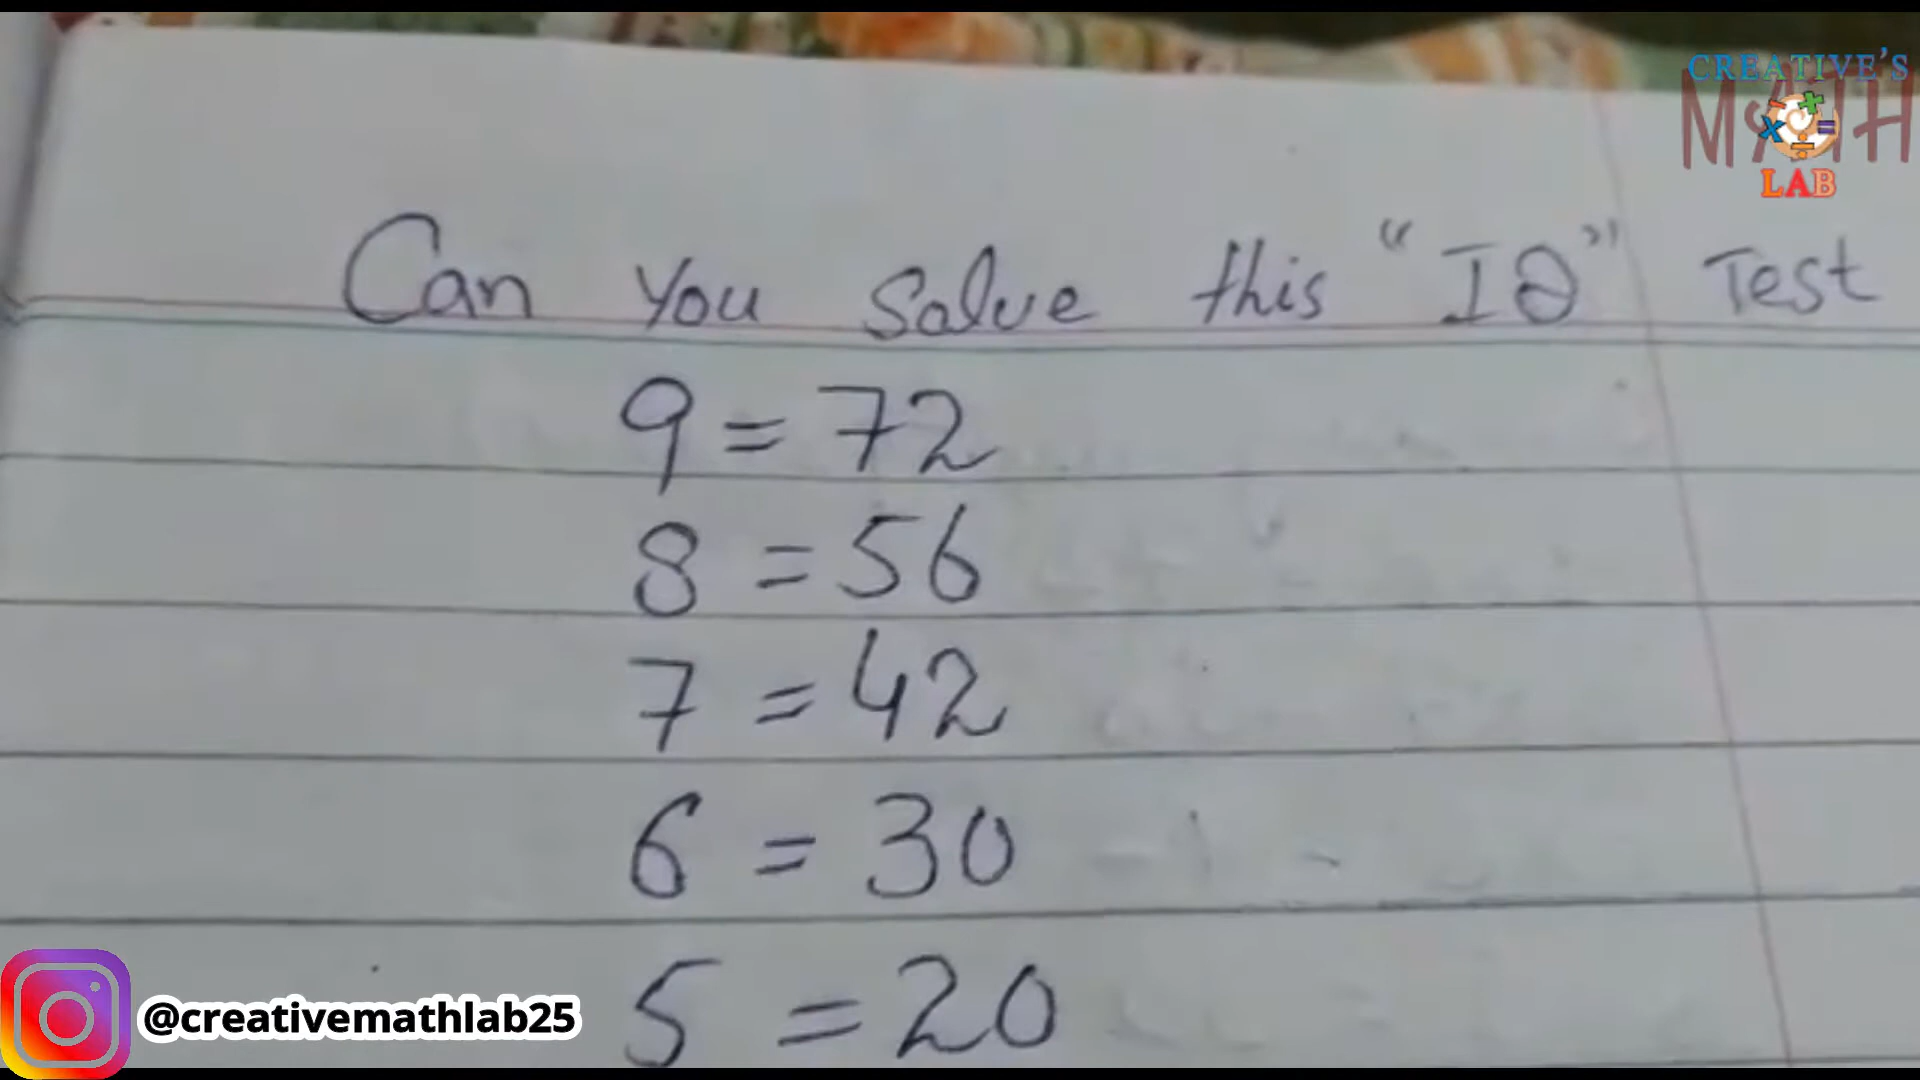 CREATIVE'S
MATH
LAB
Can You Solve this "IQ" Test
9 = 72
8 = 56
7 = 42
6 = 30
5 = 20
@creativemathlab25